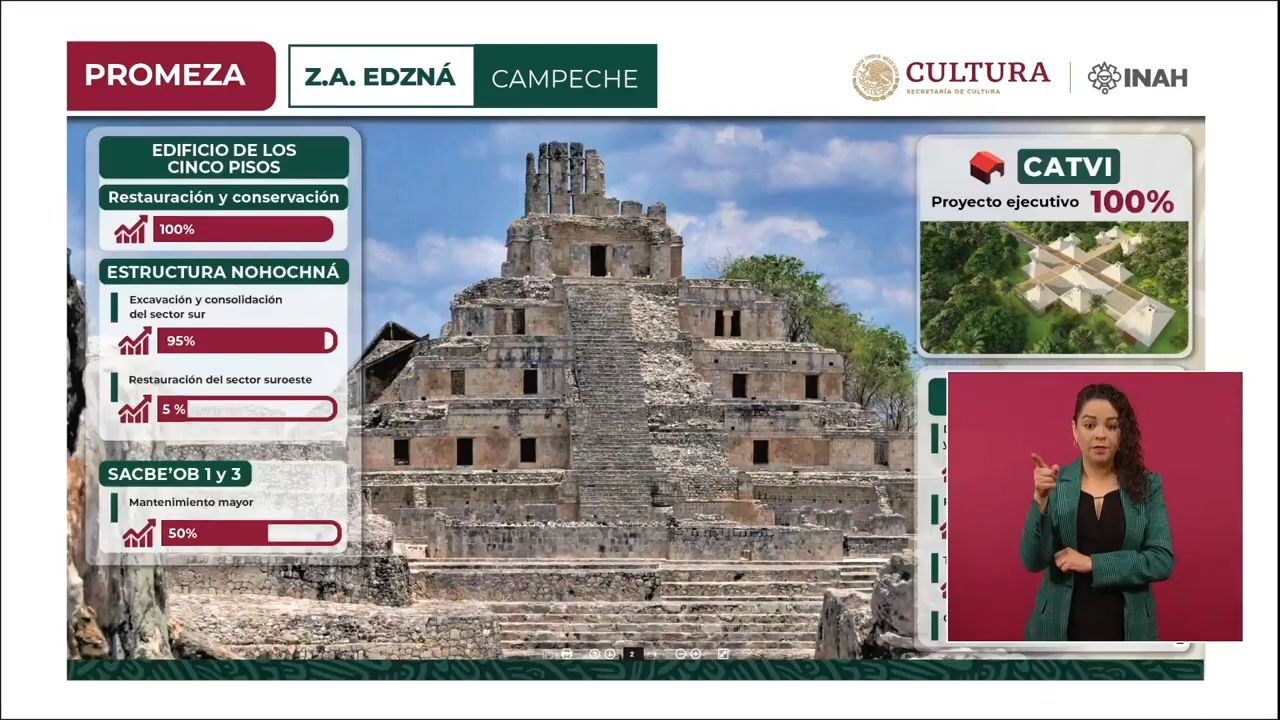 PROMEZA
Z.A. EDZNÁ
CAMPECHE
CULTURA
SECRETARÍA DE CULTURA
INAH
EDIFICIO DE LOS
CINCO PISOS
Restauración y conservación
100%
ESTRUCTURA NOHOCHNÁ
Excavación y consolidación
del sector sur
95%
Restauración del sector suroeste
5 %
SACBE’OB 1 y 3
Mantenimiento mayor
50%
CATVI
Proyecto ejecutivo 100%
2